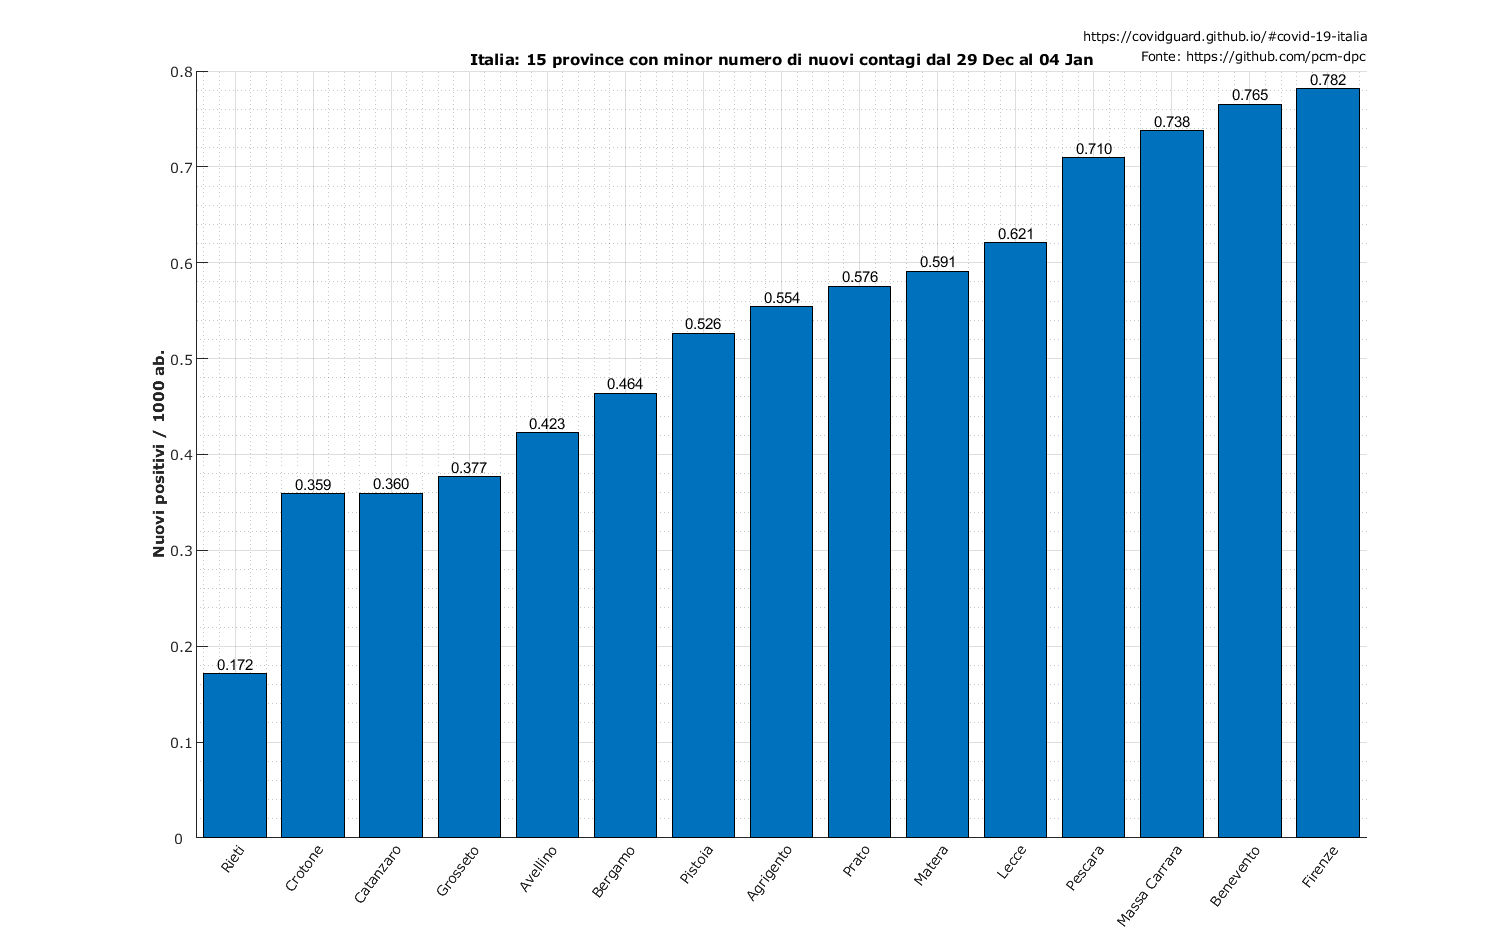 https://covidguard.github.io/#covid-19-italia
Fonte: https://github.com/pcm-dpc
Italia: 15 province con minor numero di nuovi contagi dal 29 Dec al 04 Jan
Nuovi positivi / 1000 ab.
0.8
0.7
0.6
0.5
0.4
0.3
0.2
0.1
0
0.172
0.359
0.360
0.377
0.423
0.464
0.526
0.554
0.576
0.591
0.621
0.710
0.738
0.765
0.782
Rieti
Crotone
Catanzaro
Grosseto
Avellino
Bergamo
Pistoia
Agrigento
Prato
Matera
Lecce
Pescara
Massa Carrara
Benevento
Firenze